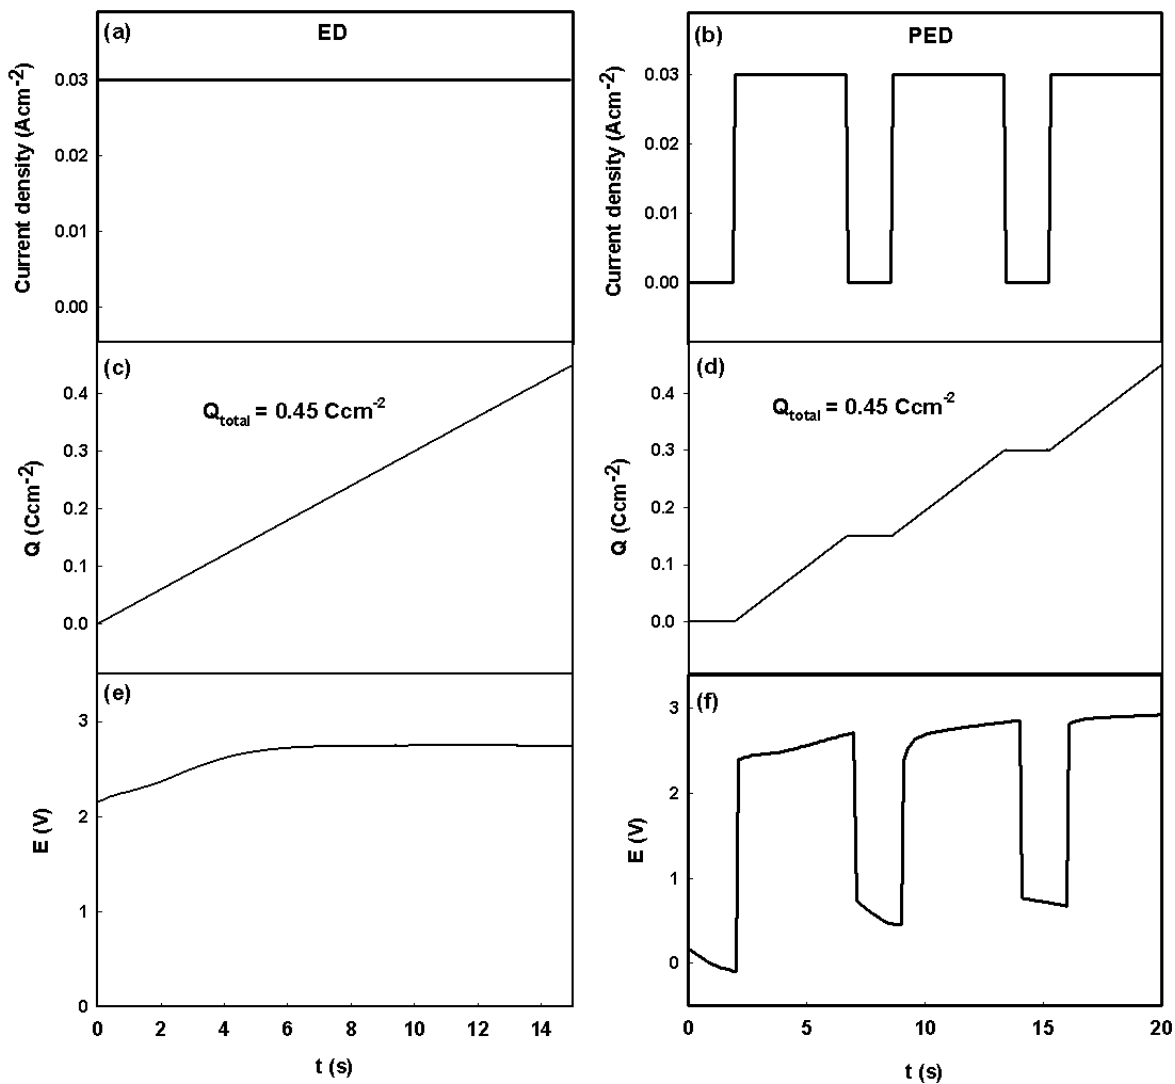 (a)
ED
Current density (Acm-2)
0.03
0.02
0.01
0.00
(b)
PED
Current density (Acm-2)
0.03
0.02
0.01
0.00
(c)
Qtotal = 0.45 Ccm-2
Q (Ccm-2)
0.4
0.3
0.2
0.1
0.0
(d)
Qtotal = 0.45 Ccm-2
Q (Ccm-2)
0.4
0.3
0.2
0.1
0.0
(e)
E (V)
3
2
1
0
0 2 4 6 8 10 12 14
t (s)
(f)
E (V)
3
2
1
0
0 5 10 15 20
t (s)